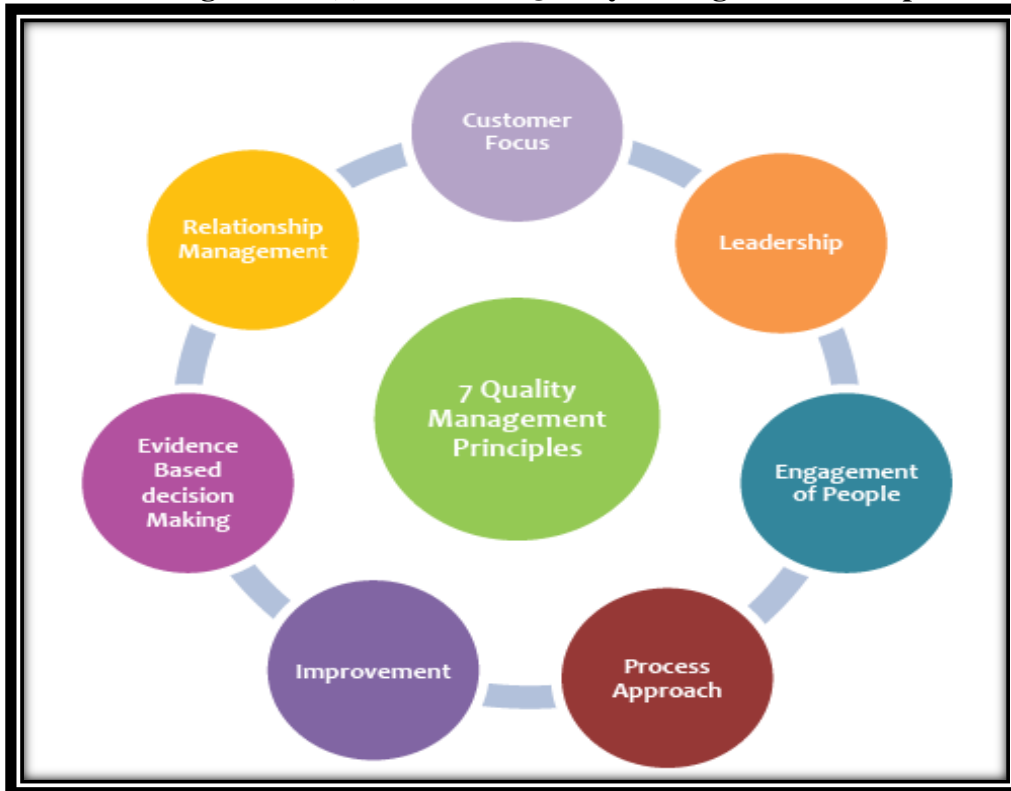 Customer
Focus
Leadership
Engagement
of People
Process
Approach
Improvement
Evidence
Based
decision
Making
Relationship
Management
7 Quality
Management
Principles